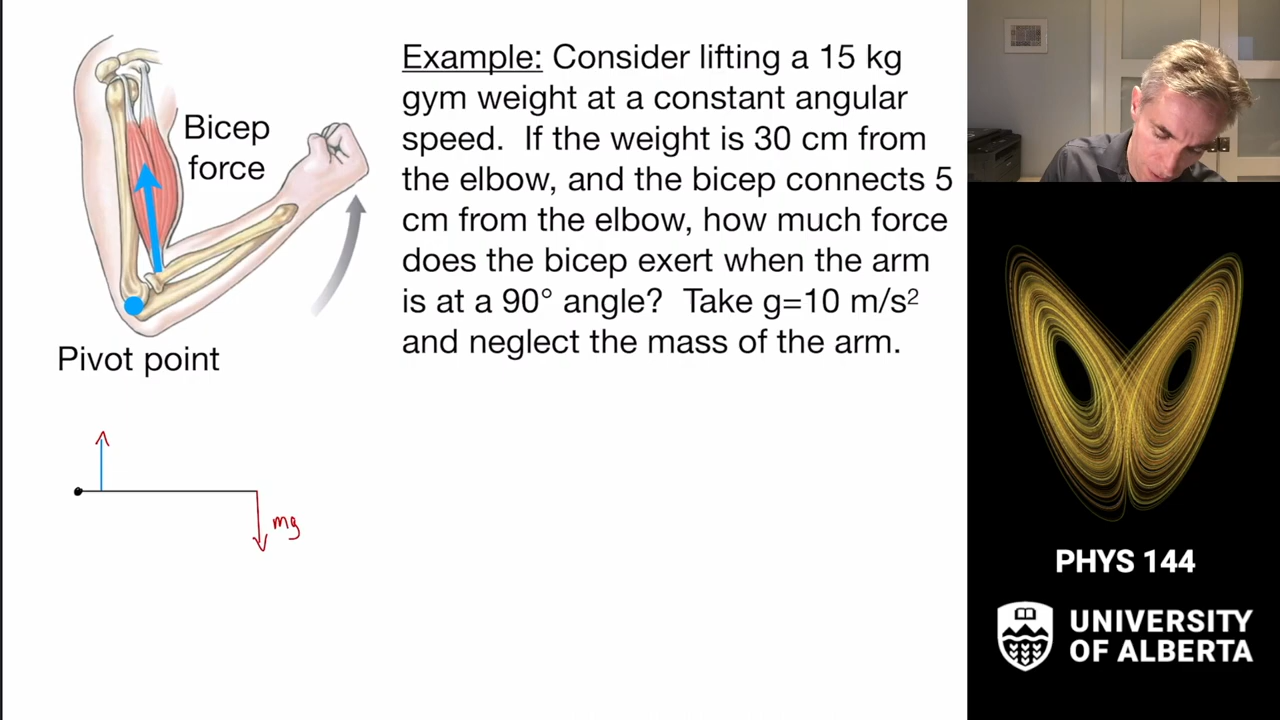 Bicep
force
Pivot point
Example: Consider lifting a 15 kg
gym weight at a constant angular
speed.  If the weight is 30 cm from
the elbow, and the bicep connects 5
cm from the elbow, how much force
does the bicep exert when the arm
is at a 90° angle?  Take g=10 m/s²
and neglect the mass of the arm.
mg
PHYS 144
UNIVERSITY
OF ALBERTA